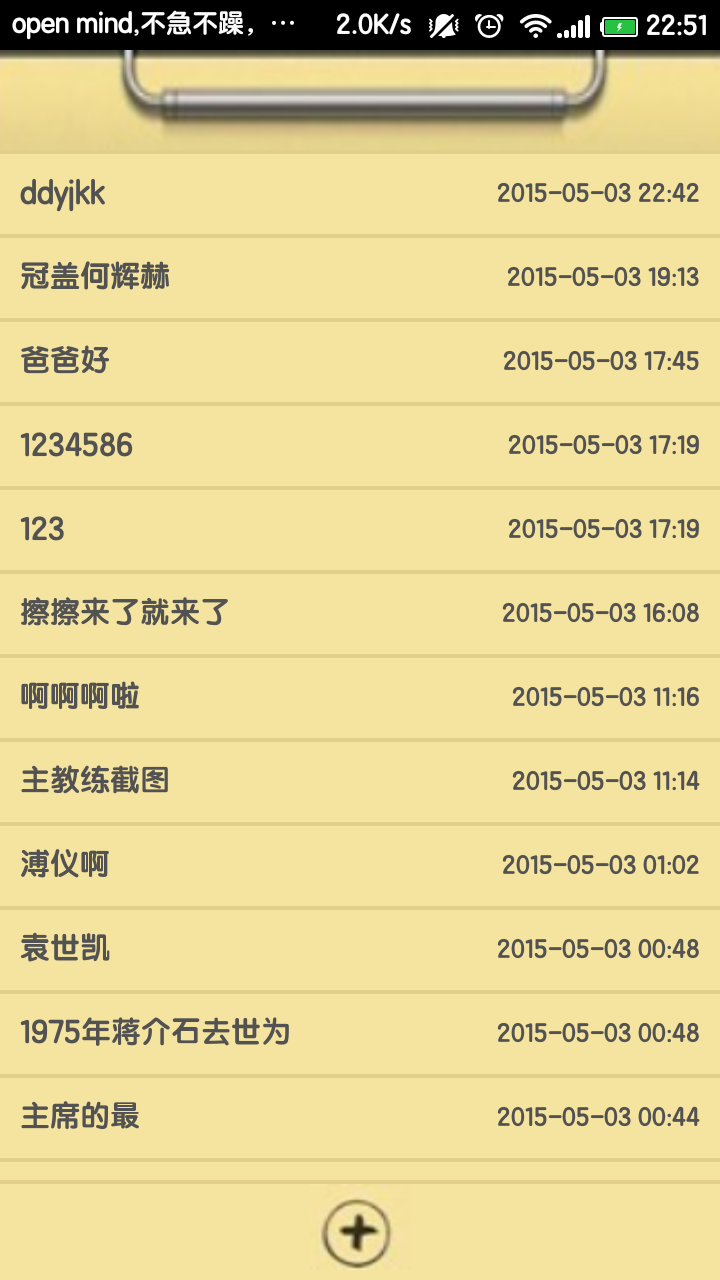 open mind,不急不躁，… 2.0K/s 22:51
ddyjkk 2015-05-03 22:42
冠盖何辉赫 2015-05-03 19:13
爸爸好 2015-05-03 17:45
1234586 2015-05-03 17:19
123 2015-05-03 17:19
擦擦来了就来了 2015-05-03 16:08
啊啊啊啦 2015-05-03 11:16
主教练截图 2015-05-03 11:14
溥仪啊 2015-05-03 01:02
袁世凯 2015-05-03 00:48
1975年蒋介石去世为 2015-05-03 00:48
主席的最 2015-05-03 00:44